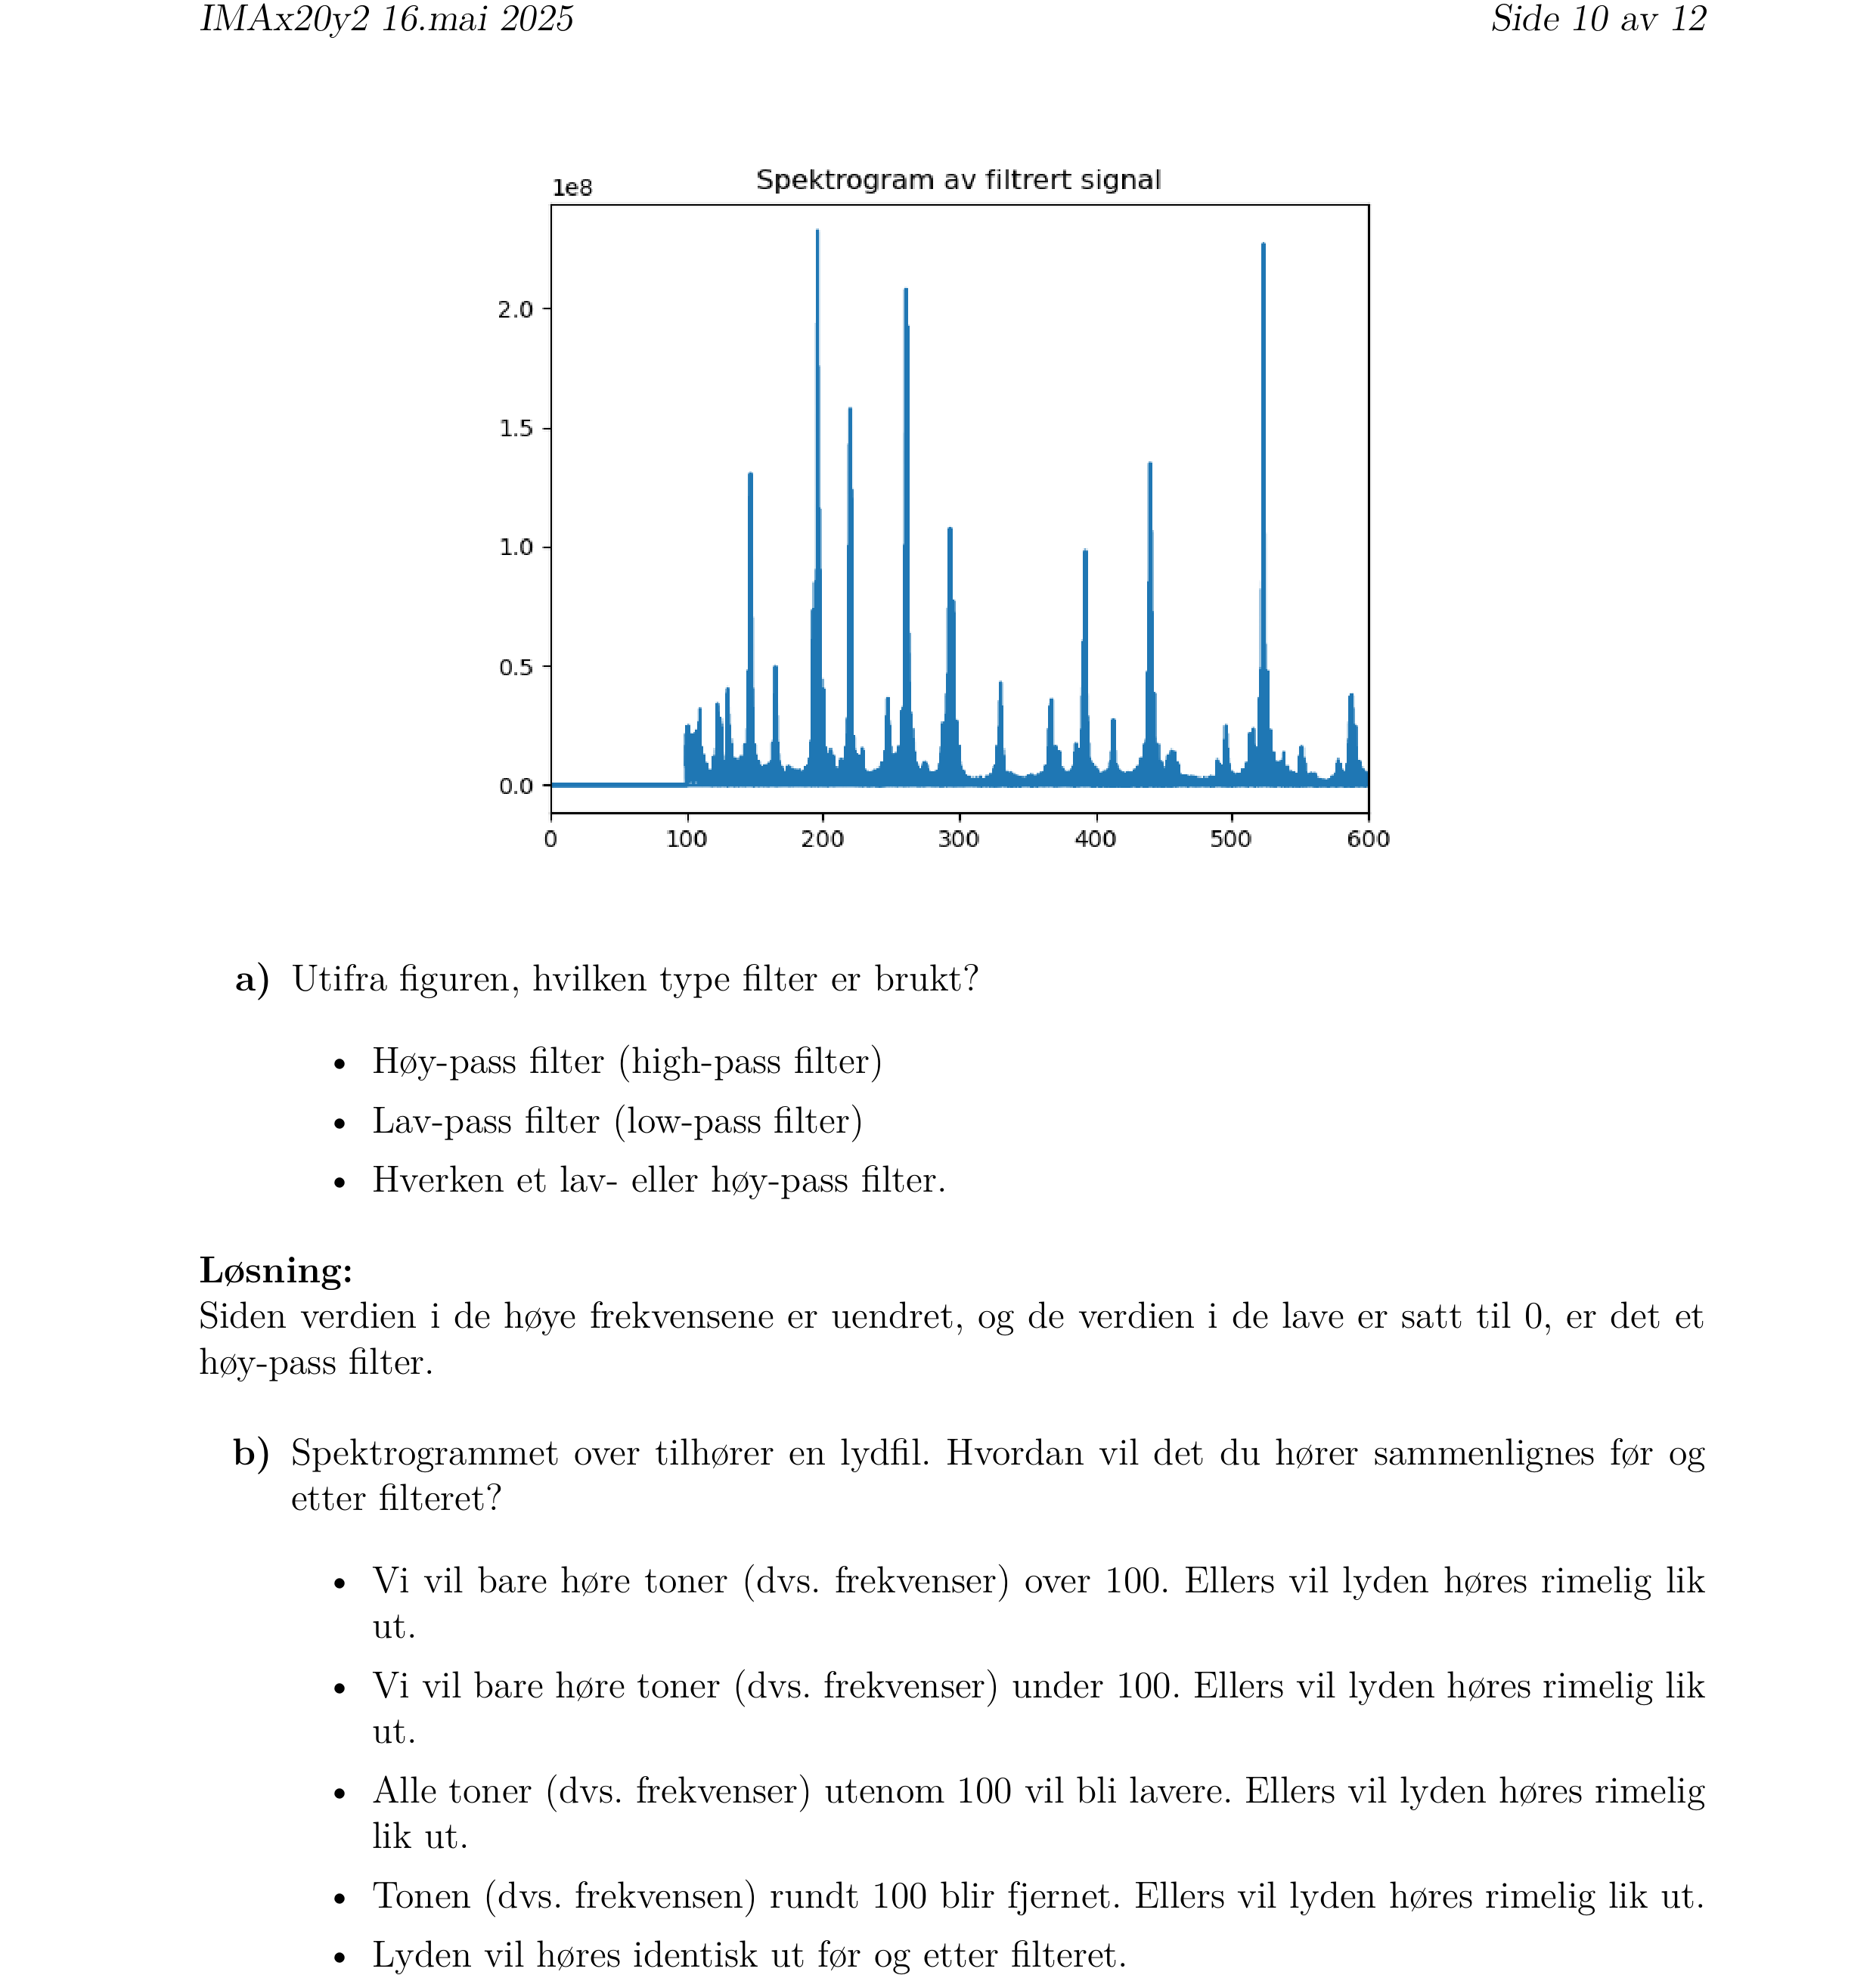 IMAx20y2 16.mai 2025 Side 10 av 12
Spektrogram av filtrert signal
1e8
2.0
1.5
1.0
0.5
0.0
0 100 200 300 400 500 600
a) Utifra figuren, hvilken type filter er brukt?
• Høy-pass filter (high-pass filter)
• Lav-pass filter (low-pass filter)
• Hverken et lav- eller høy-pass filter.
Løsning:
Siden verdien i de høye frekvensene er uendret, og de verdien i de lave er satt til 0, er det et
høy-pass filter.
b) Spektrogrammet over tilhører en lydfil. Hvordan vil det du hører sammenlignes før og
etter filteret?
• Vi vil bare høre toner (dvs. frekvenser) over 100. Ellers vil lyden høres rimelig lik
ut.
• Vi vil bare høre toner (dvs. frekvenser) under 100. Ellers vil lyden høres rimelig lik
ut.
• Alle toner (dvs. frekvenser) utenom 100 vil bli lavere. Ellers vil lyden høres rimelig
lik ut.
• Tonen (dvs. frekvensen) rundt 100 blir fjernet. Ellers vil lyden høres rimelig lik ut.
• Lyden vil høres identisk ut før og etter filteret.